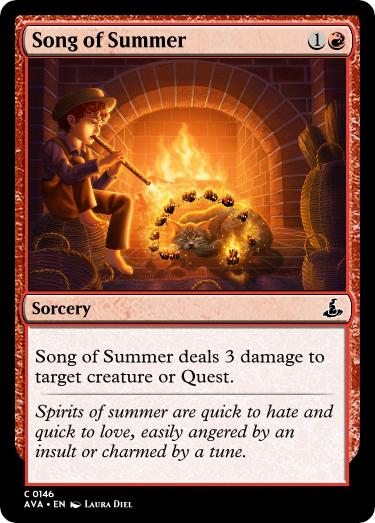 Song of Summer 1
Sorcery
Song of Summer deals 3 damage to
target creature or Quest.
Spirits of summer are quick to hate and
quick to love, easily angered by an
insult or charmed by a tune.
C 0146
AVA • EN Laura Diel